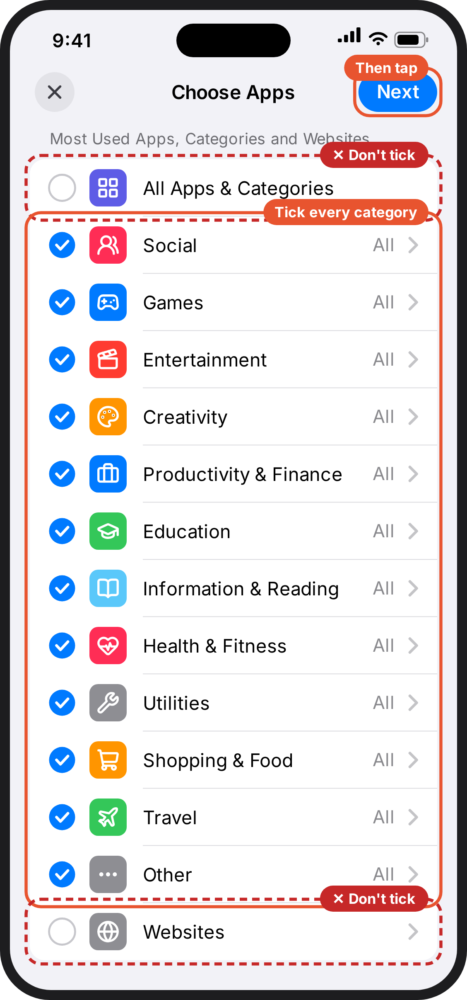 9:41
Then tap
Choose Apps
Next
Most Used Apps, Categories and Websites
✕ Don't tick
All Apps & Categories
Tick every category
Social All
Games All
Entertainment All
Creativity All
Productivity & Finance All
Education All
Information & Reading All
Health & Fitness All
Utilities All
Shopping & Food All
Travel All
Other All
✕ Don't tick
Websites